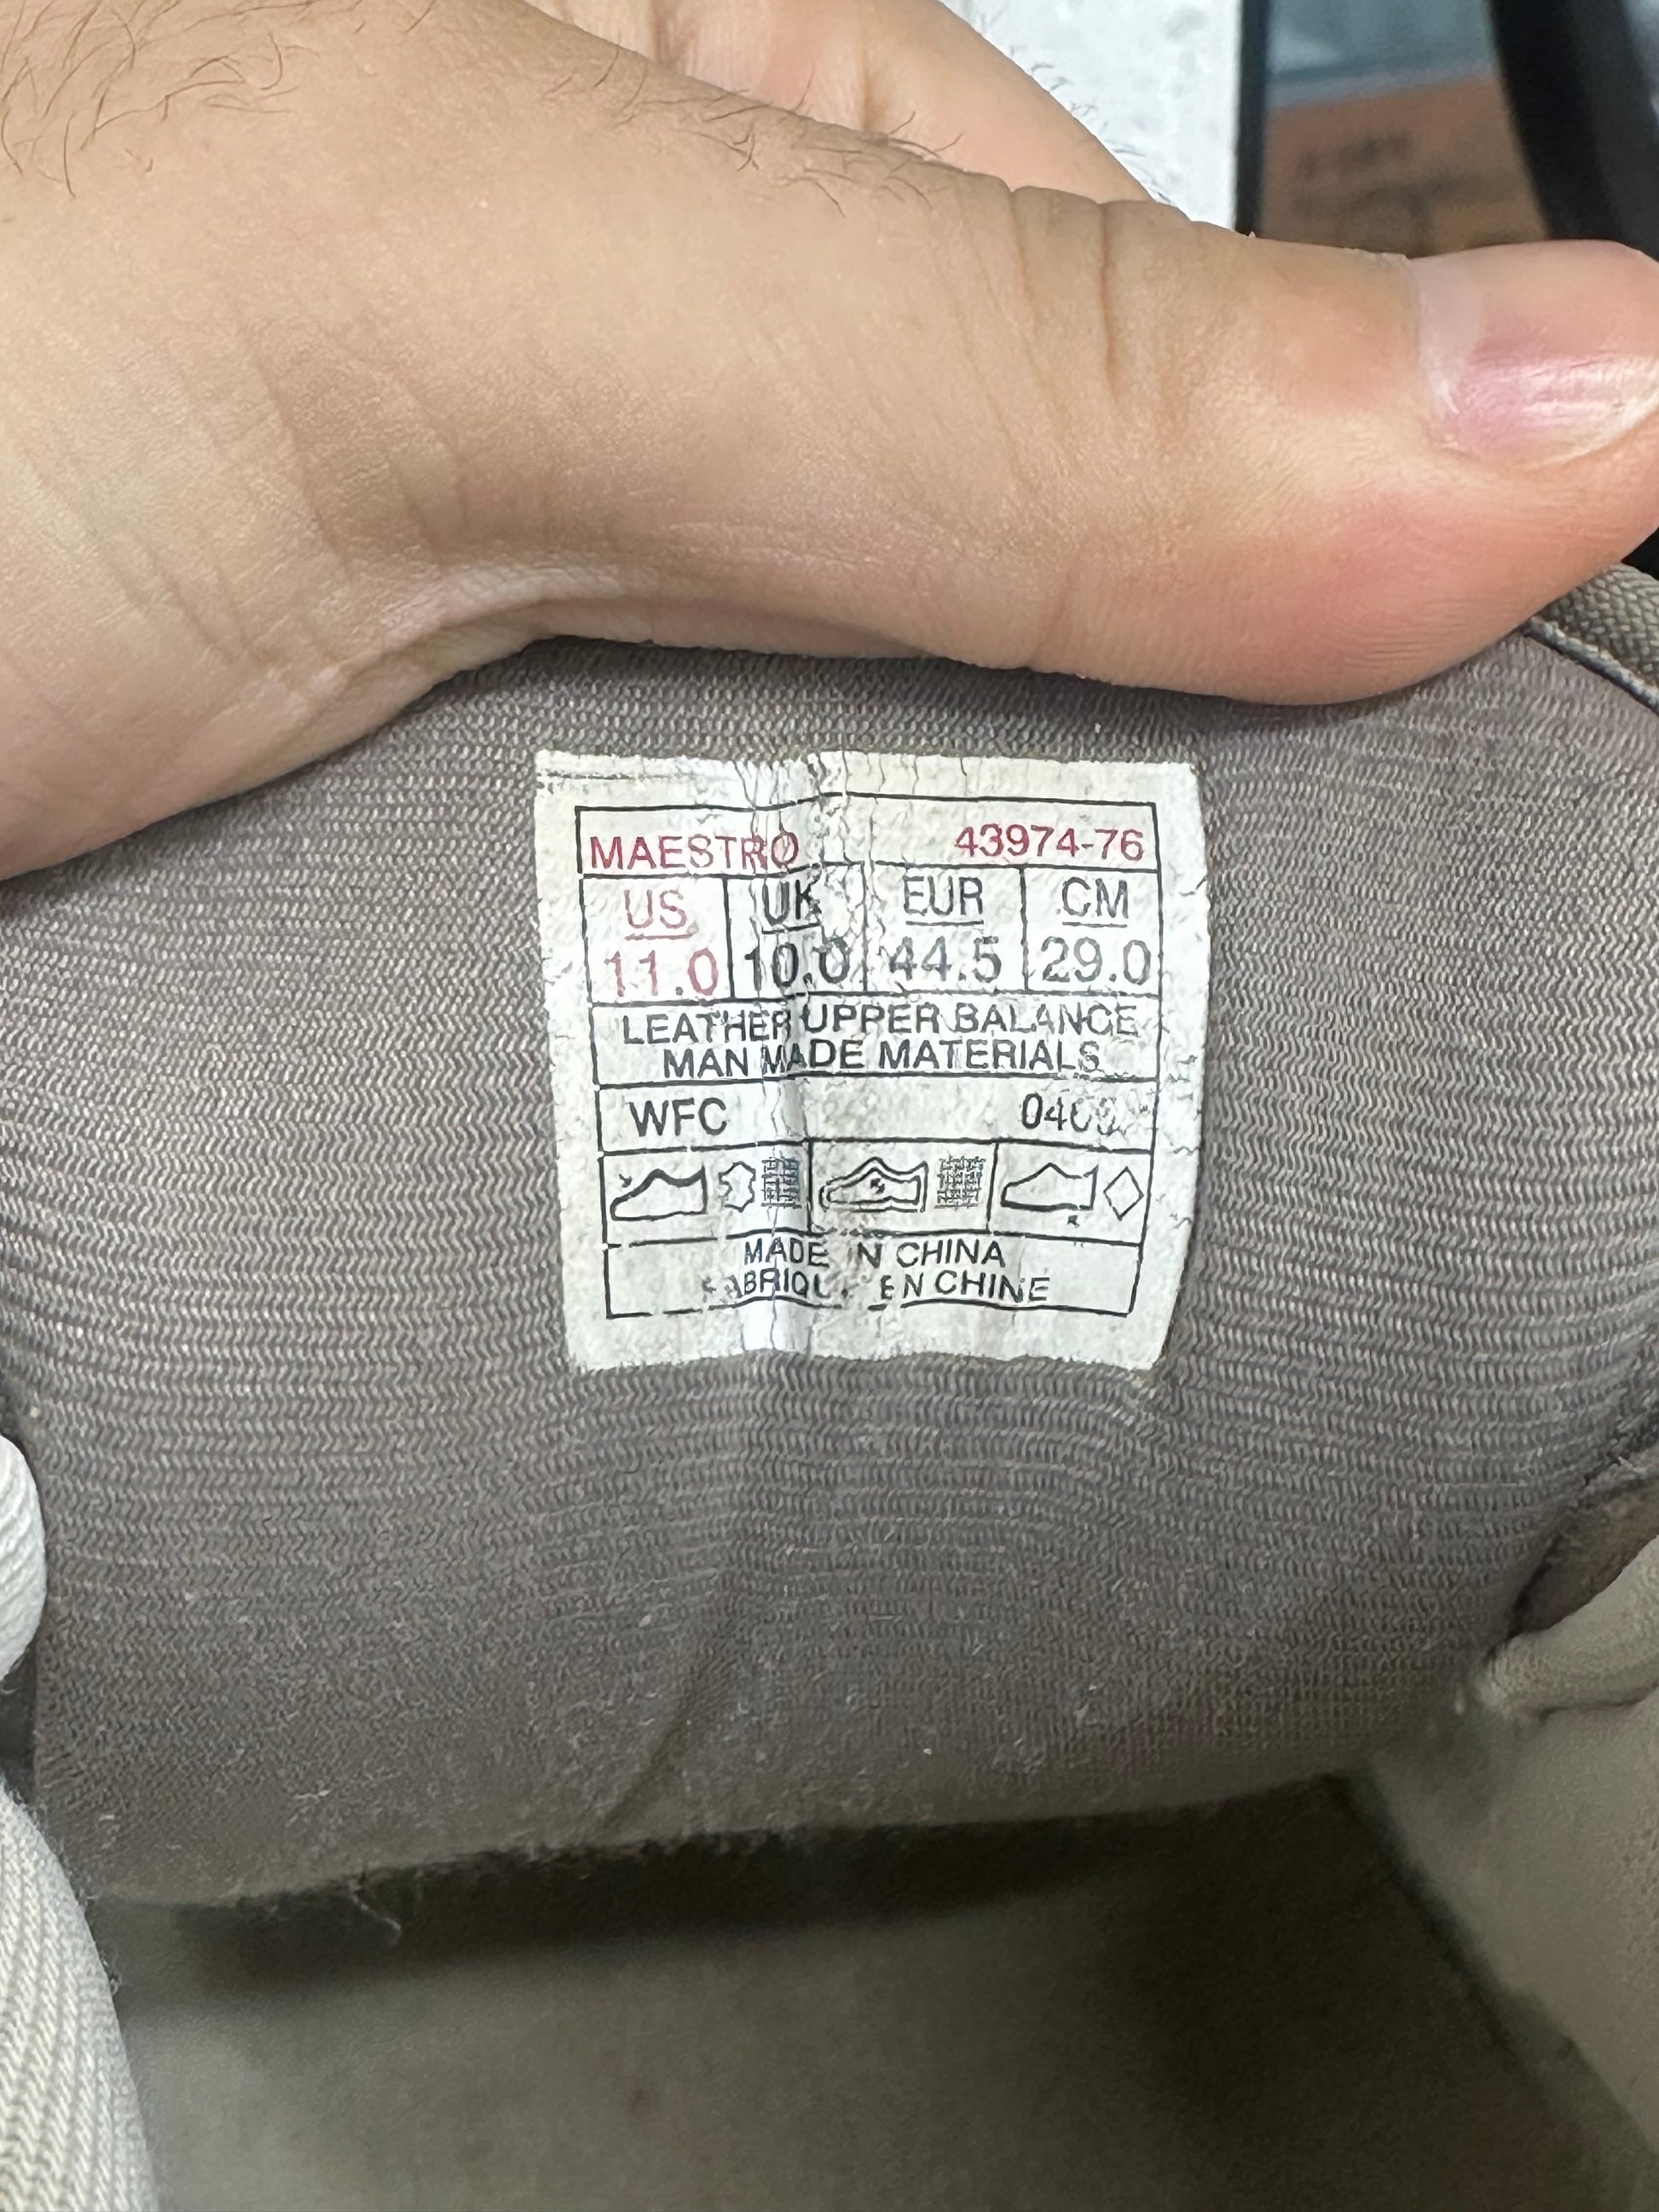 MAESTRO 43974-76
US UK EUR CM
11.0 10.0 44.5 29.0
LEATHER UPPER BALANCE
MAN MADE MATERIALS
WFC
MADE IN CHINA
EN CHINE